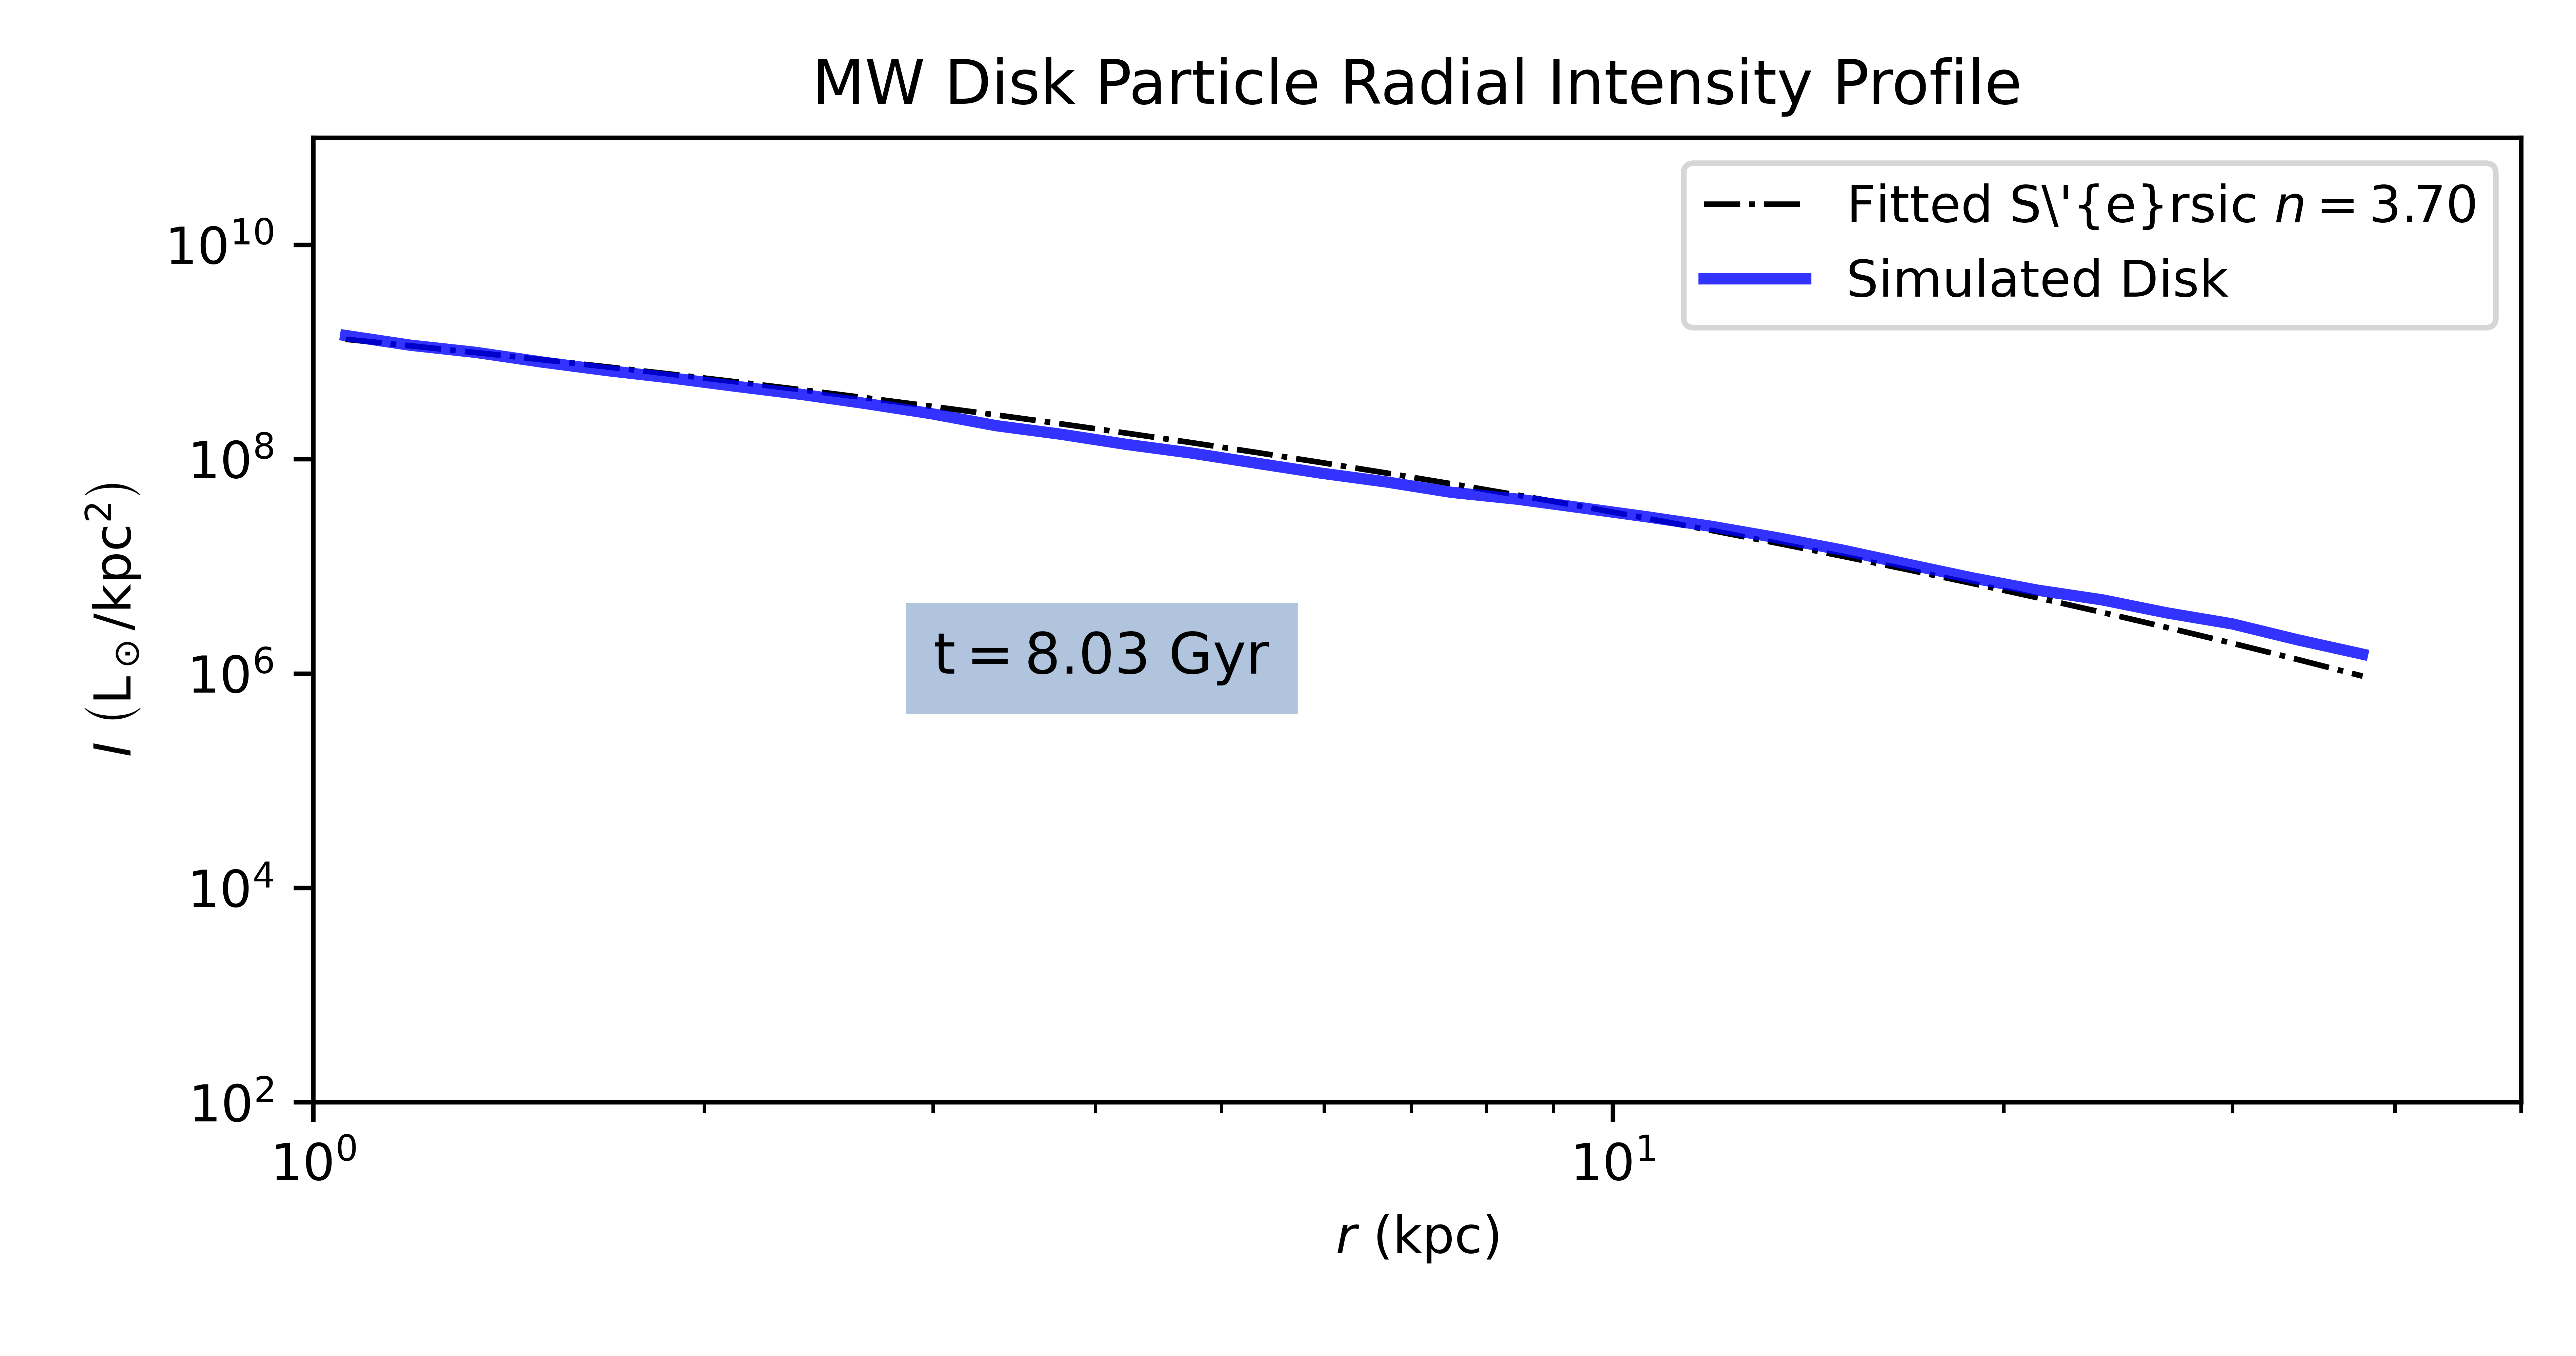 MW Disk Particle Radial Intensity Profile
Fitted S\'{e}rsic n = 3.70
Simulated Disk
10¹⁰
10⁸
10⁶
10⁴
10²
I (L☉/kpc²)
t = 8.03 Gyr
10⁰
10¹
r (kpc)